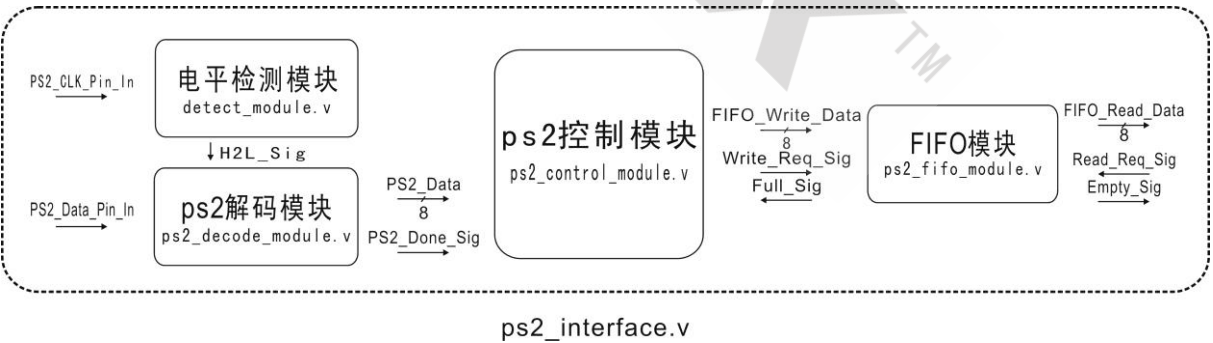 TM
PS2_CLK_Pin_In
电平检测模块
detect_module.v
H2L_Sig
PS2_Data_Pin_In
ps2解码模块
ps2_decode_module.v
PS2_Data
8
PS2_Done_Sig
ps2控制模块
ps2_control_module.v
FIFO_Write_Data
8
Write_Req_Sig
Full_Sig
FIFO模块
ps2_fifo_module.v
FIFO_Read_Data
8
Read_Req_Sig
Empty_Sig
ps2_interface.v